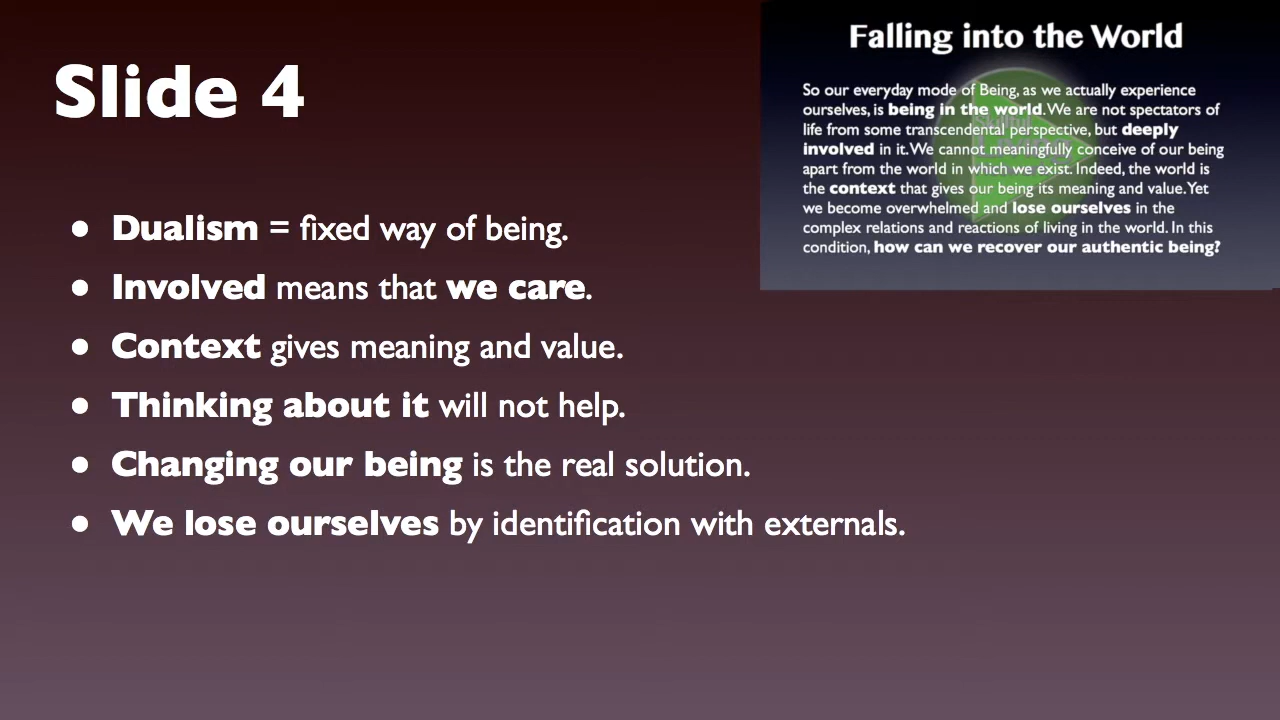 Slide 4
• Dualism = fixed way of being.
• Involved means that we care.
• Context gives meaning and value.
• Thinking about it will not help.
• Changing our being is the real solution.
• We lose ourselves by identification with externals.
Falling into the World
So our everyday mode of Being, as we actually experience
ourselves, is being in the world. We are not spectators of
life from some transcendental perspective, but deeply
involved in it. We cannot meaningfully conceive of our being
apart from the world in which we exist. Indeed, the world is
the context that gives our being its meaning and value. Yet
we become overwhelmed and lose ourselves in the
complex relations and reactions of living in the world. In this
condition, how can we recover our authentic being?